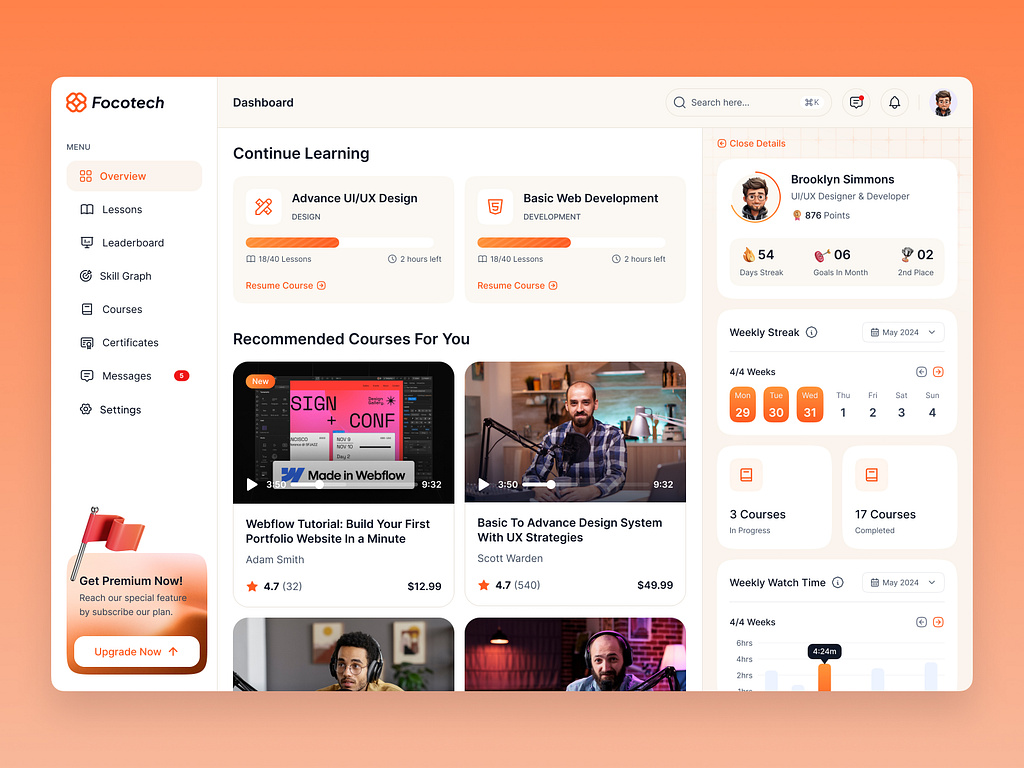 Focotech
Dashboard
Search here...
⌘K
MENU
Overview
Lessons
Leaderboard
Skill Graph
Courses
Certificates
Messages
5
Settings
Get Premium Now!
Reach our special feature
by subscribe our plan.
Upgrade Now
Continue Learning
Advance UI/UX Design
DESIGN
18/40 Lessons
2 hours left
Resume Course
Basic Web Development
DEVELOPMENT
18/40 Lessons
2 hours left
Resume Course
Recommended Courses For You
New
SIGN
+ CONF
NOV 9
NOV 10
Day 2
Made in Webflow
3:50
9:32
Webflow Tutorial: Build Your First
Portfolio Website In a Minute
Adam Smith
4.7 (32)
$12.99
3:50
9:32
Basic To Advance Design System
With UX Strategies
Scott Warden
4.7 (540)
$49.99
Close Details
Brooklyn Simmons
UI/UX Designer & Developer
876 Points
54
Days Streak
06
Goals In Month
02
2nd Place
Weekly Streak
May 2024
4/4 Weeks
Mon Tue Wed Thu Fri Sat Sun
29 30 31 1 2 3 4
3 Courses
In Progress
17 Courses
Completed
Weekly Watch Time
May 2024
4/4 Weeks
6hrs
4hrs
2hrs
1hrs
4:24m